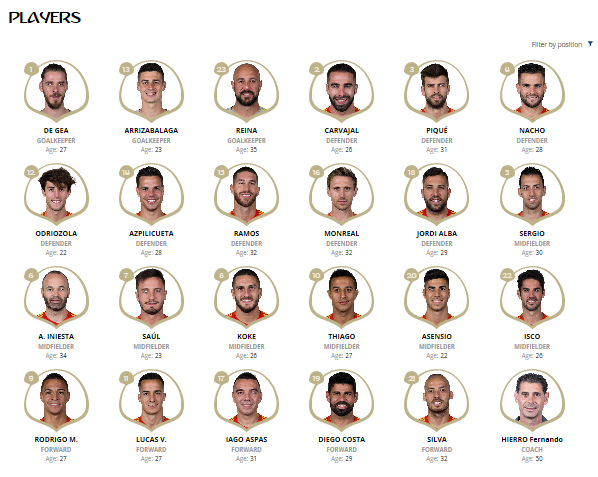 PLAYERS
Filter by position
1 13 23 2 3 4
DE GEA ARRIZABALAGA REINA CARVAJAL PIQUÉ NACHO
GOALKEEPER GOALKEEPER GOALKEEPER DEFENDER DEFENDER DEFENDER
Age: 27 Age: 23 Age: 35 Age: 26 Age: 31 Age: 28
12 14 15 16 18 5
ODRIOZOLA AZPILICUETA RAMOS MONREAL JORDI ALBA SERGIO
DEFENDER DEFENDER DEFENDER DEFENDER DEFENDER MIDFIELDER
Age: 22 Age: 28 Age: 32 Age: 32 Age: 29 Age: 30
6 7 8 10 20 22
A. INIESTA SAÚL KOKE THIAGO ASENSIO ISCO
MIDFIELDER MIDFIELDER MIDFIELDER MIDFIELDER MIDFIELDER MIDFIELDER
Age: 34 Age: 23 Age: 26 Age: 27 Age: 22 Age: 26
9 11 17 19 21
RODRIGO M. LUCAS V. IAGO ASPAS DIEGO COSTA SILVA HIERRO Fernando
FORWARD FORWARD FORWARD FORWARD FORWARD COACH
Age: 27 Age: 27 Age: 31 Age: 29 Age: 32 Age: 50